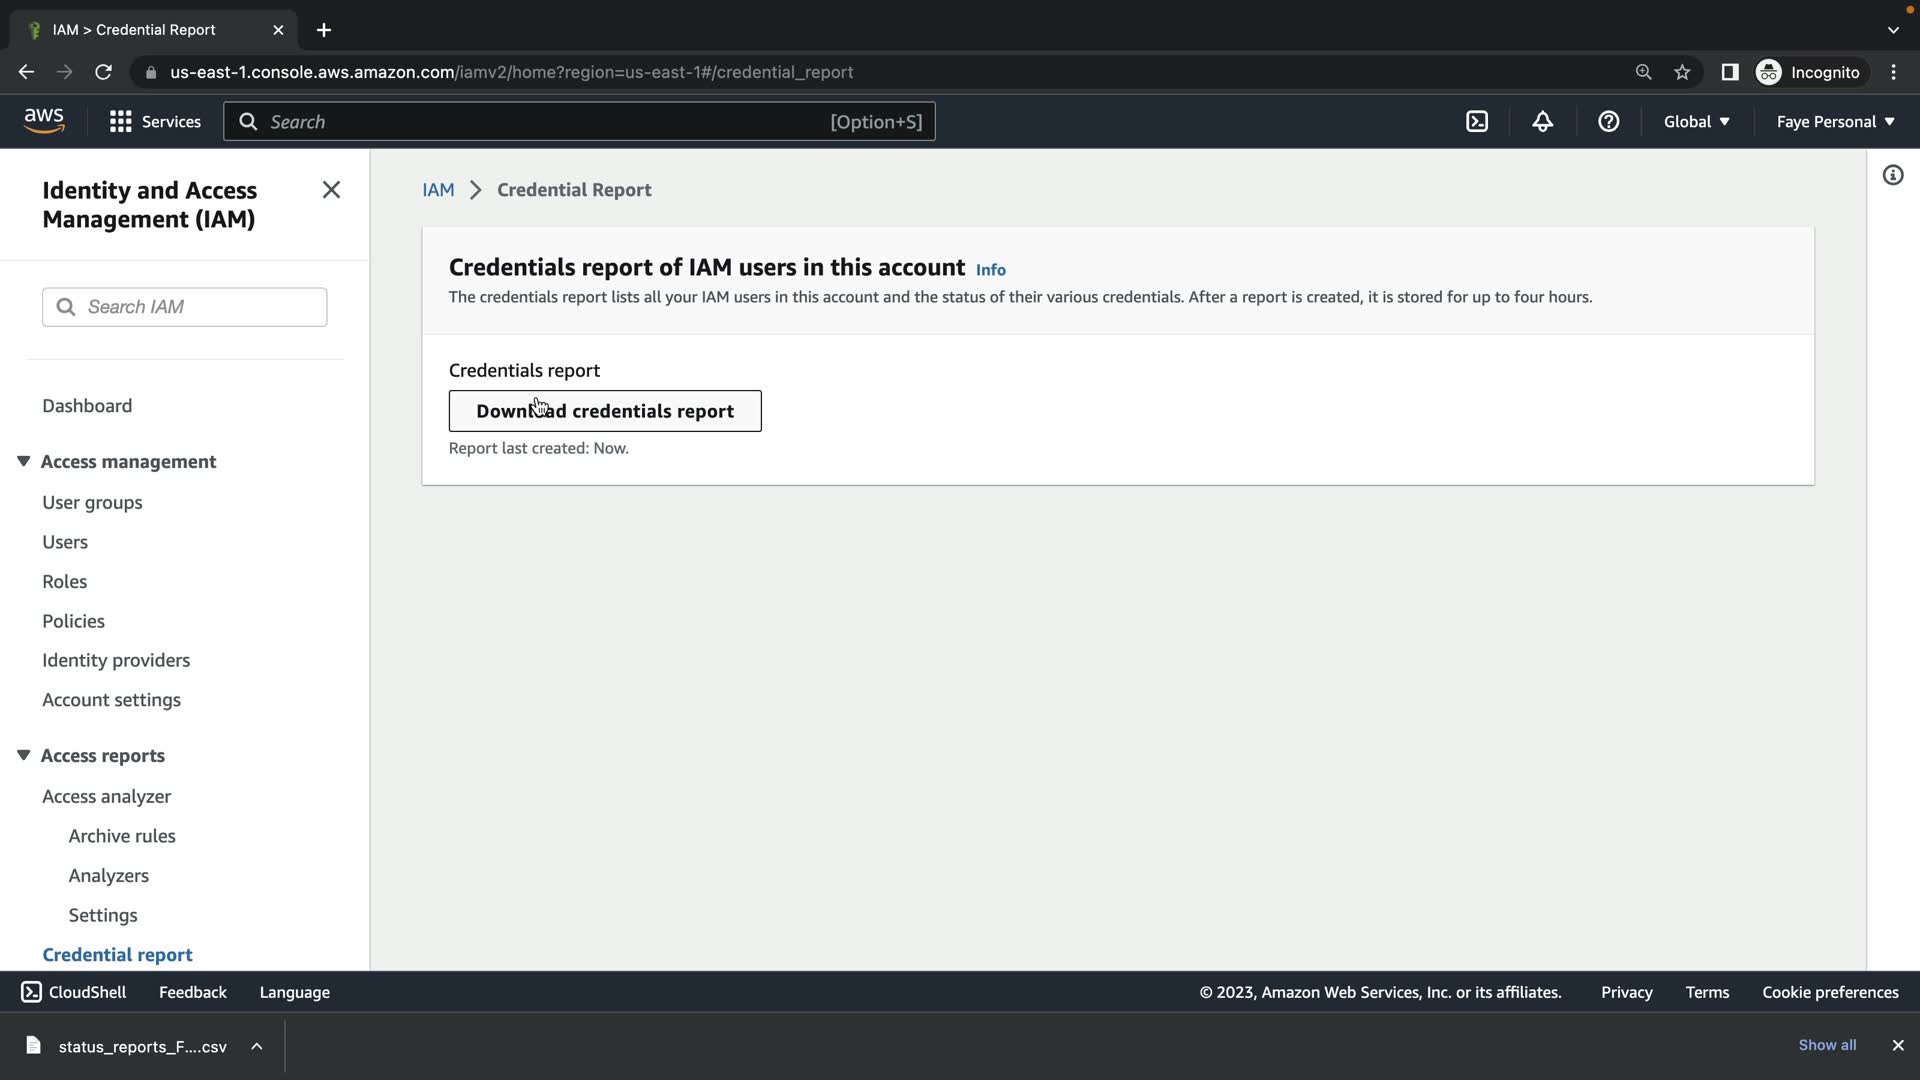 IAM > Credential Report
us-east-1.console.aws.amazon.com/iamv2/home?region=us-east-1#/credential_report
Incognito
aws
Services
Search
[Option+S]
Global
Faye Personal
Identity and Access
Management (IAM)
Search IAM
Dashboard
Access management
User groups
Users
Roles
Policies
Identity providers
Account settings
Access reports
Access analyzer
Archive rules
Analyzers
Settings
Credential report
IAM > Credential Report
Credentials report of IAM users in this account Info
The credentials report lists all your IAM users in this account and the status of their various credentials. After a report is created, it is stored for up to four hours.
Credentials report
Download credentials report
Report last created: Now.
CloudShell
Feedback
Language
© 2023, Amazon Web Services, Inc. or its affiliates.
Privacy
Terms
Cookie preferences
status_reports_F....csv
Show all